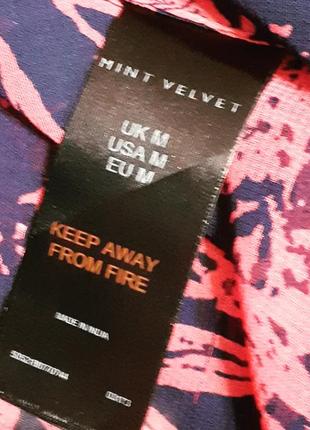 MINT VELVET
UK M
USA M
EU M
KEEP AWAY
FROM FIRE
MADE IN INDIA